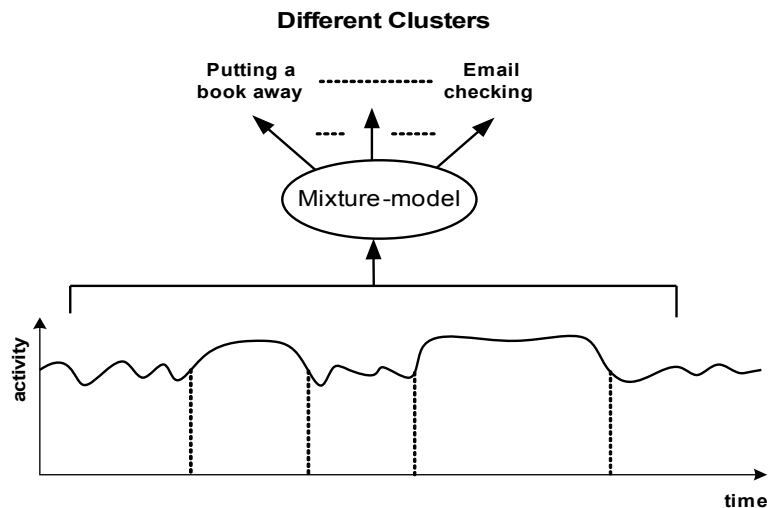 Different Clusters
Putting a
book away
Email
checking
Mixture-model
activity
time